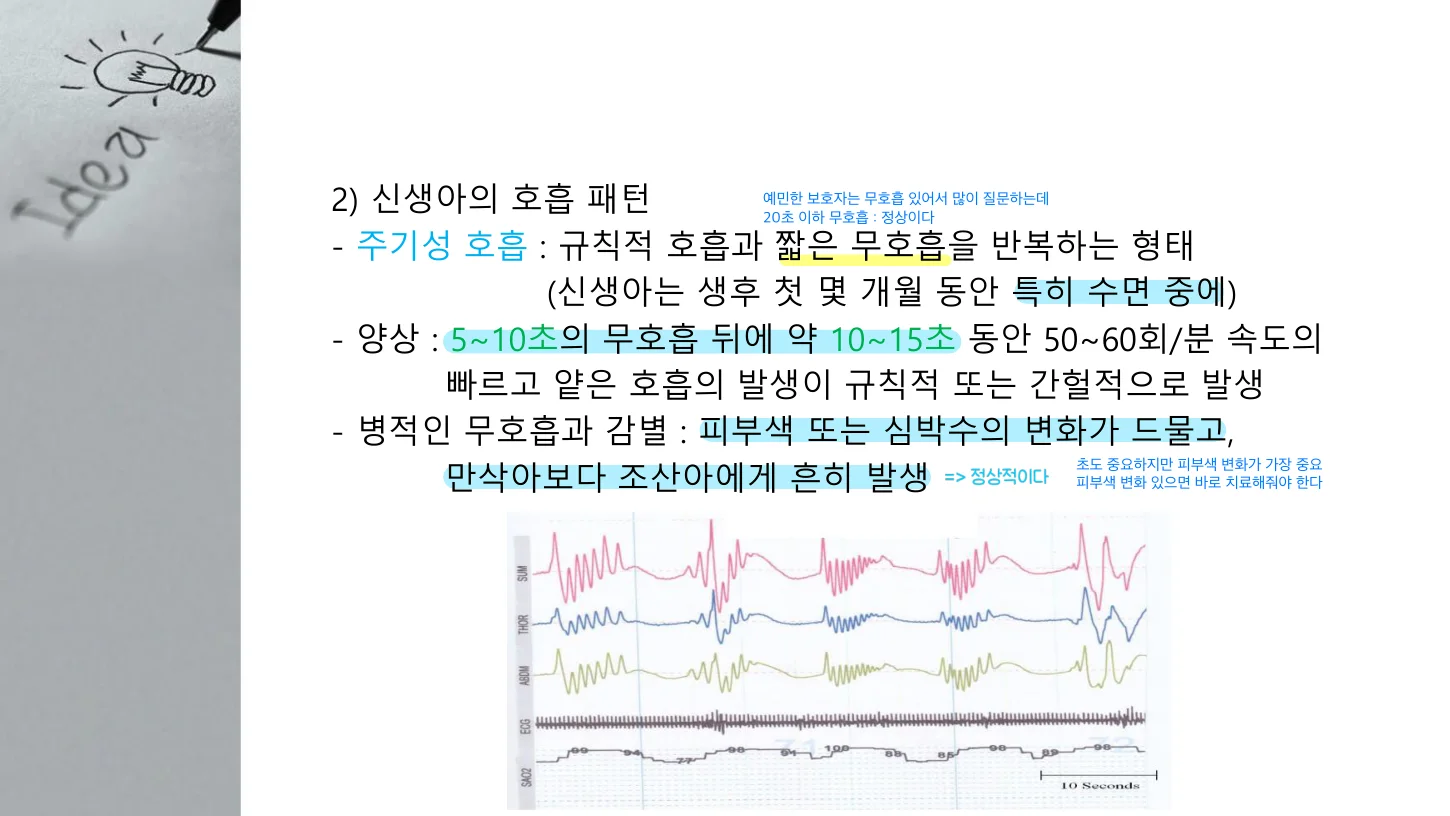 Idea
2) 신생아의 호흡 패턴
예민한 보호자는 무호흡 있어서 많이 질문하는데
20초 이하 무호흡 : 정상이다
- 주기성 호흡 : 규칙적 호흡과 짧은 무호흡을 반복하는 형태
(신생아는 생후 첫 몇 개월 동안 특히 수면 중에)
- 양상 : 5~10초의 무호흡 뒤에 약 10~15초 동안 50~60회/분 속도의
빠르고 얕은 호흡의 발생이 규칙적 또는 간헐적으로 발생
- 병적인 무호흡과 감별 : 피부색 또는 심박수의 변화가 드물고,
만삭아보다 조산아에게 흔히 발생 => 정상적이다
초도 중요하지만 피부색 변화가 가장 중요
피부색 변화 있으면 바로 치료해줘야 한다
SUM
THOR
ABDM
ECG
SAO2
71 72
99 94 77 98 91 100 88 85 98 89 98
10 Seconds